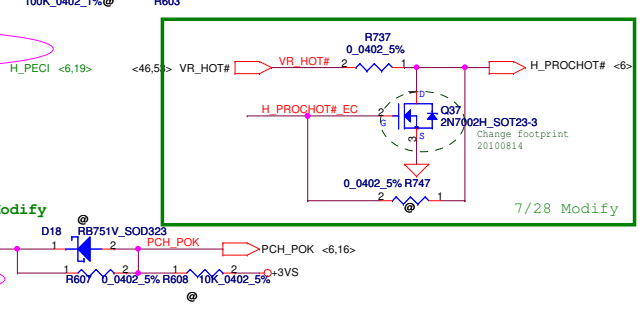 100K_0402_1%@
R603
R737
0_0402_5%
H_PECI <6,19>
<46,53> VR_HOT#
VR_HOT#
2
1
H_PROCHOT# <6>
D
H_PROCHOT#_EC
2
G
Q37
2N7002H_SOT23-3
S
3
Change footprint
20100814
0_0402_5% R747
2
1
@
7/28 Modify
odify
@
D18
RB751V_SOD323
1
2
PCH_POK
PCH_POK <6,16>
1
2
1
2
+3VS
R607
0_0402_5%
R608
10K_0402_5%
@